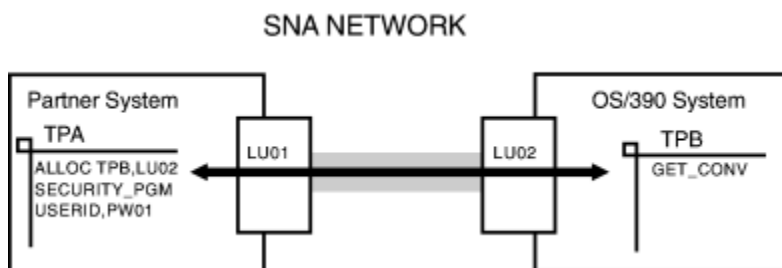 SNA NETWORK
Partner System
TPA
ALLOC TPB,LU02
SECURITY_PGM
USERID,PW01
LU01
LU02
OS/390 System
TPB
GET_CONV